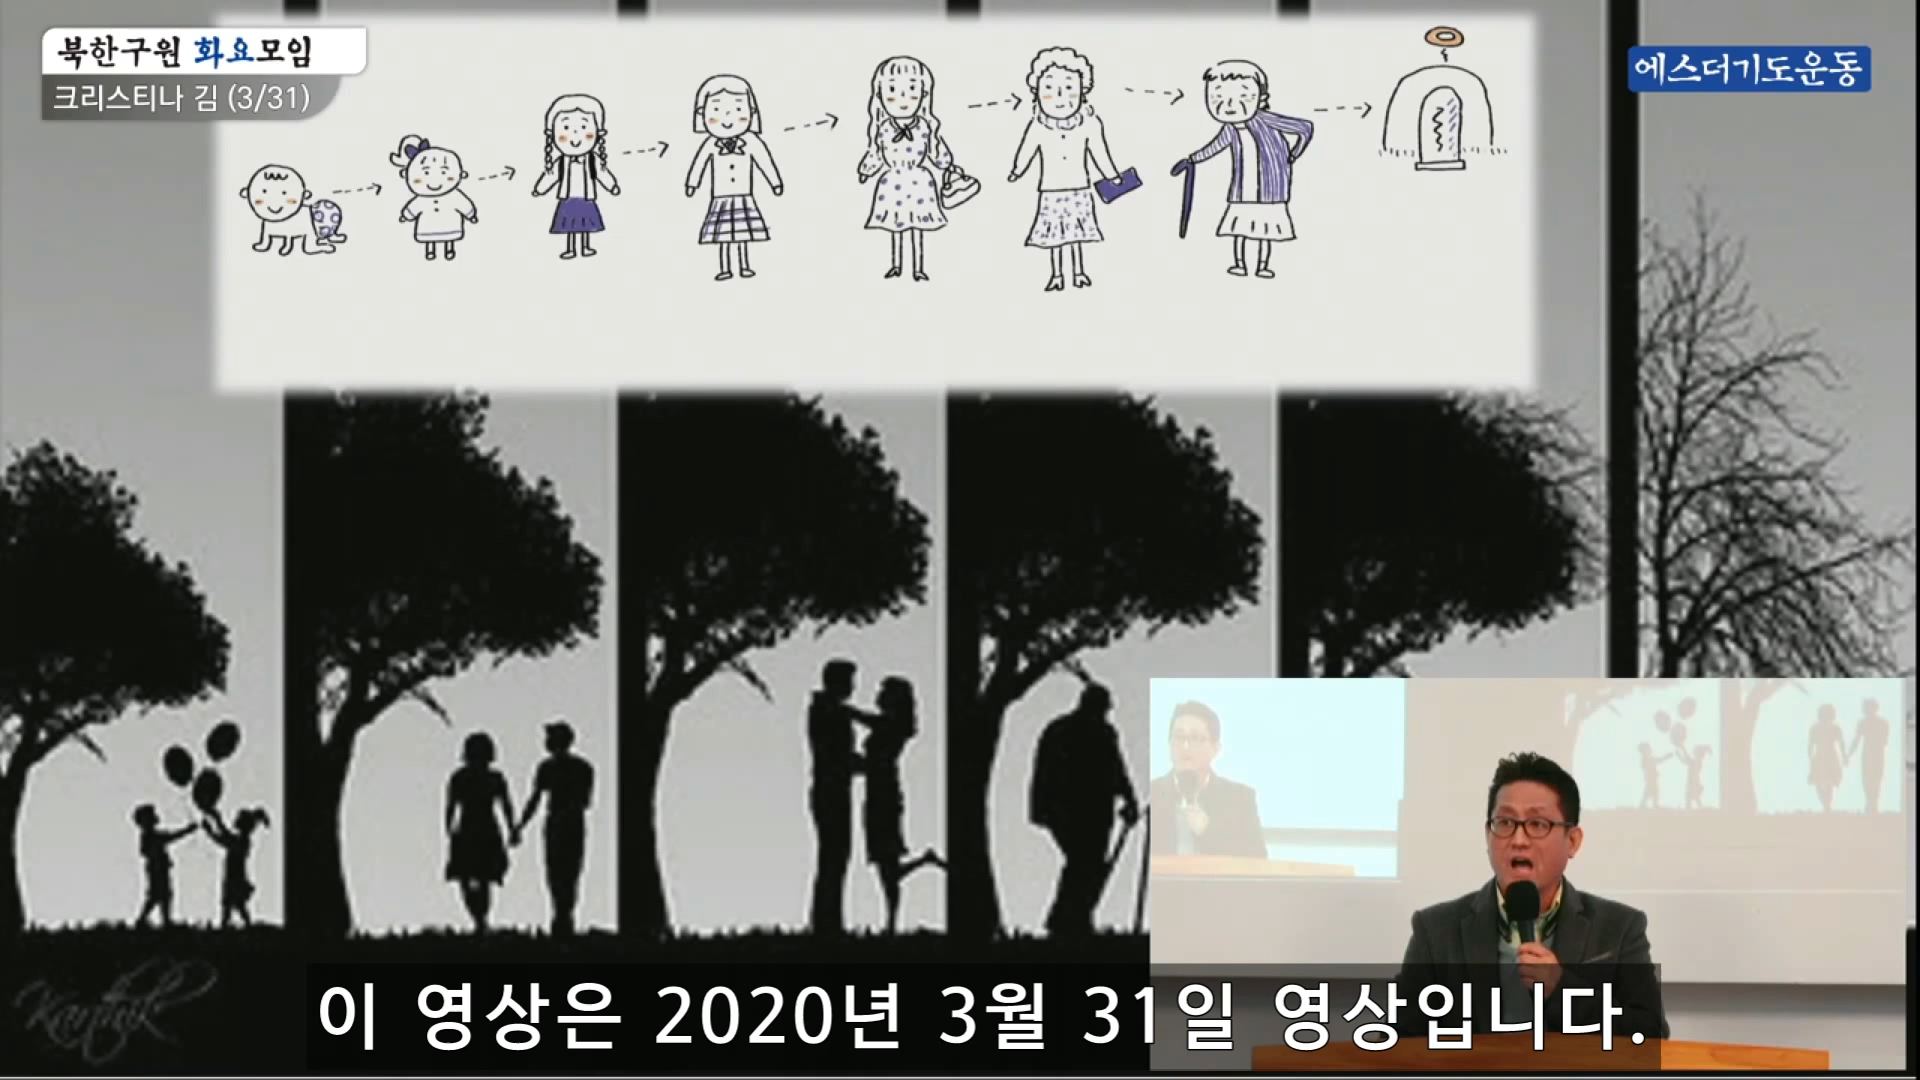 북한구원 화요모임
크리스티나 김 (3/31)
에스더기도운동
이 영상은 2020년 3월 31일 영상입니다.